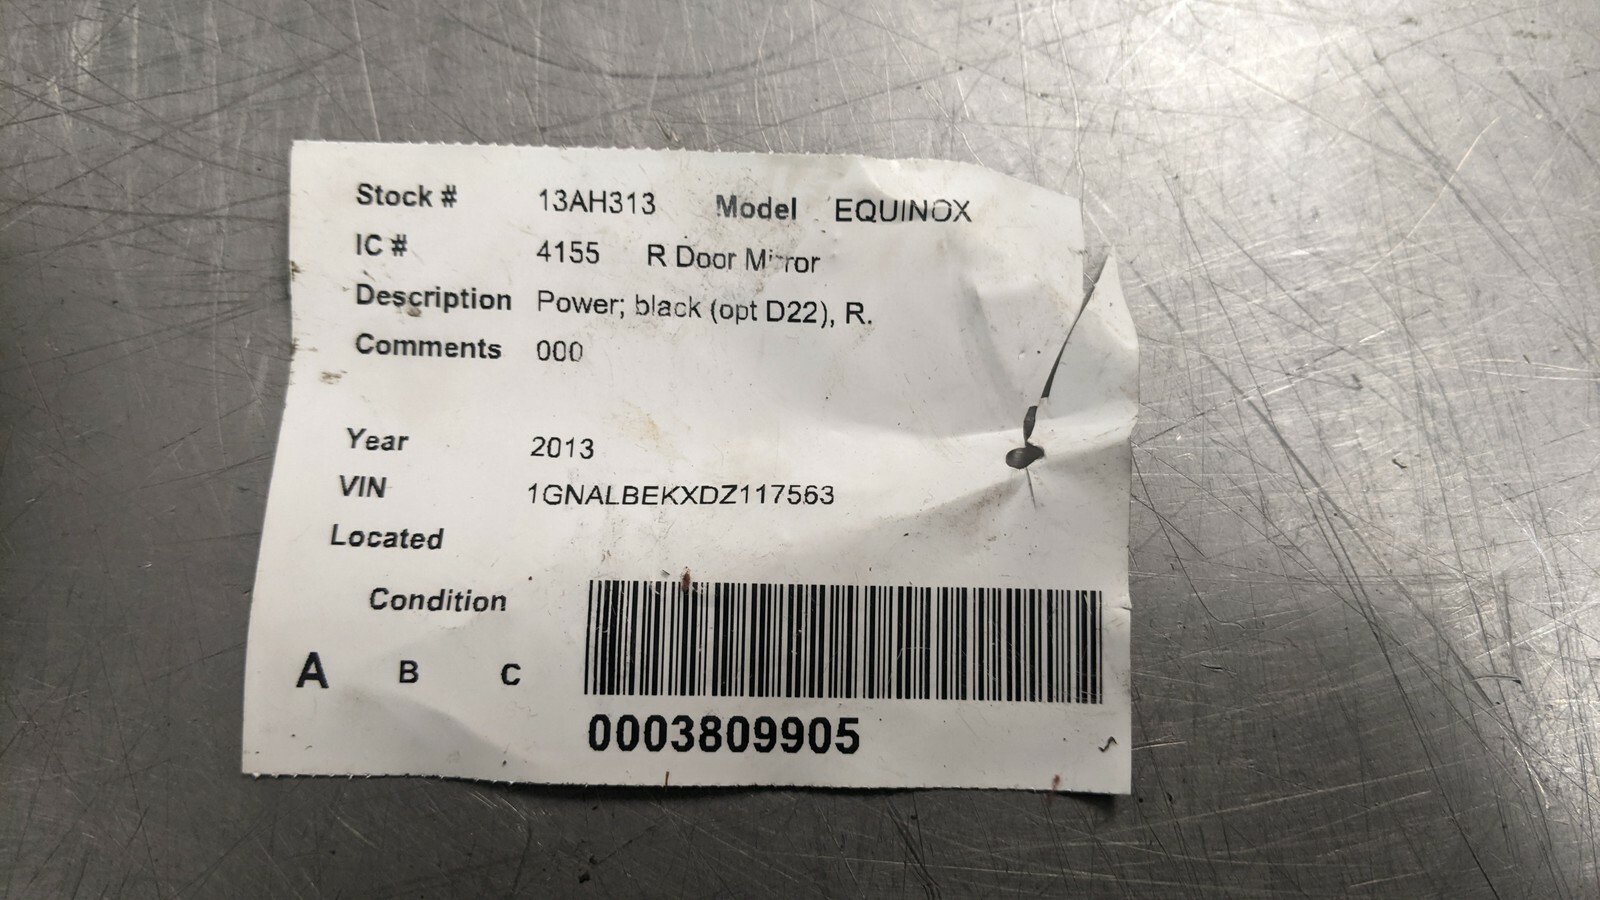 Stock # 13AH313 Model EQUINOX
IC # 4155 R Door Mirror
Description Power; black (opt D22), R.
Comments 000
Year 2013
VIN 1GNALBEKXDZ117563
Located
Condition
A B C
0003809905